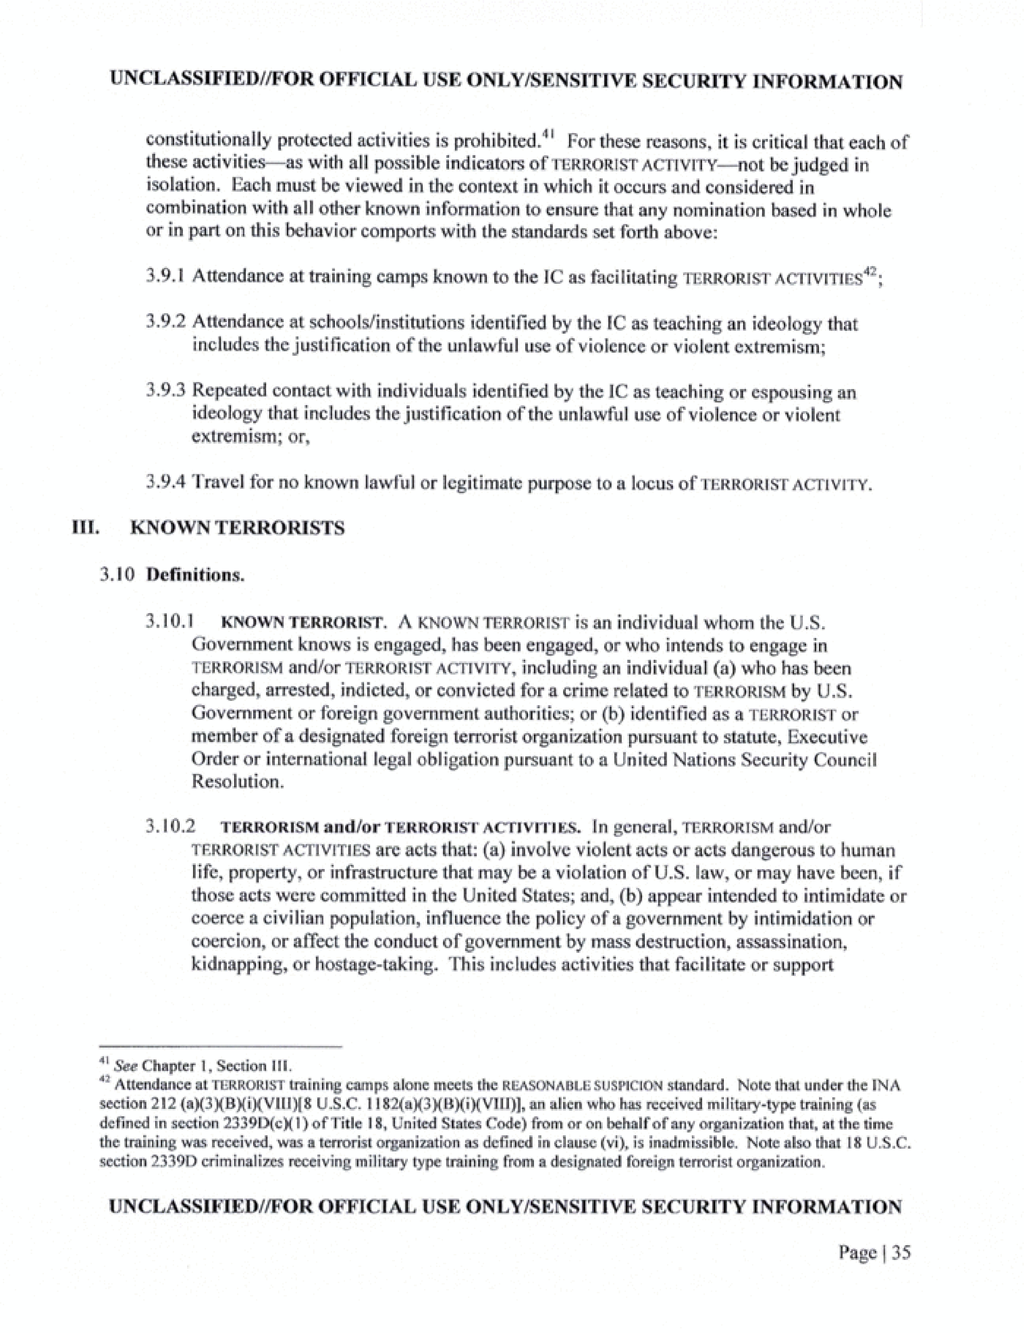 UNCLASSIFIED//FOR OFFICIAL USE ONLY/SENSITIVE SECURITY INFORMATION
constitutionally protected activities is prohibited.41 For these reasons, it is critical that each of
these activities—as with all possible indicators of TERRORIST ACTIVITY—not be judged in
isolation. Each must be viewed in the context in which it occurs and considered in
combination with all other known information to ensure that any nomination based in whole
or in part on this behavior comports with the standards set forth above:
3.9.1 Attendance at training camps known to the IC as facilitating TERRORIST ACTIVITIES42;
3.9.2 Attendance at schools/institutions identified by the IC as teaching an ideology that
includes the justification of the unlawful use of violence or violent extremism;
3.9.3 Repeated contact with individuals identified by the IC as teaching or espousing an
ideology that includes the justification of the unlawful use of violence or violent
extremism; or,
3.9.4 Travel for no known lawful or legitimate purpose to a locus of TERRORIST ACTIVITY.
III. KNOWN TERRORISTS
3.10 Definitions.
3.10.1 KNOWN TERRORIST. A KNOWN TERRORIST is an individual whom the U.S.
Government knows is engaged, has been engaged, or who intends to engage in
TERRORISM and/or TERRORIST ACTIVITY, including an individual (a) who has been
charged, arrested, indicted, or convicted for a crime related to TERRORISM by U.S.
Government or foreign government authorities; or (b) identified as a TERRORIST or
member of a designated foreign terrorist organization pursuant to statute, Executive
Order or international legal obligation pursuant to a United Nations Security Council
Resolution.
3.10.2 TERRORISM and/or TERRORIST ACTIVITIES. In general, TERRORISM and/or
TERRORIST ACTIVITIES are acts that: (a) involve violent acts or acts dangerous to human
life, property, or infrastructure that may be a violation of U.S. law, or may have been, if
those acts were committed in the United States; and, (b) appear intended to intimidate or
coerce a civilian population, influence the policy of a government by intimidation or
coercion, or affect the conduct of government by mass destruction, assassination,
kidnapping, or hostage-taking. This includes activities that facilitate or support
41 See Chapter 1, Section III.
42 Attendance at TERRORIST training camps alone meets the REASONABLE SUSPICION standard. Note that under the INA
section 212 (a)(3)(B)(i)(VIII)[8 U.S.C. 1182(a)(3)(B)(i)(VIII)], an alien who has received military-type training (as
defined in section 2339D(c)(1) of Title 18, United States Code) from or on behalf of any organization that, at the time
the training was received, was a terrorist organization as defined in clause (vi), is inadmissible. Note also that 18 U.S.C.
section 2339D criminalizes receiving military type training from a designated foreign terrorist organization.
UNCLASSIFIED//FOR OFFICIAL USE ONLY/SENSITIVE SECURITY INFORMATION
Page | 35